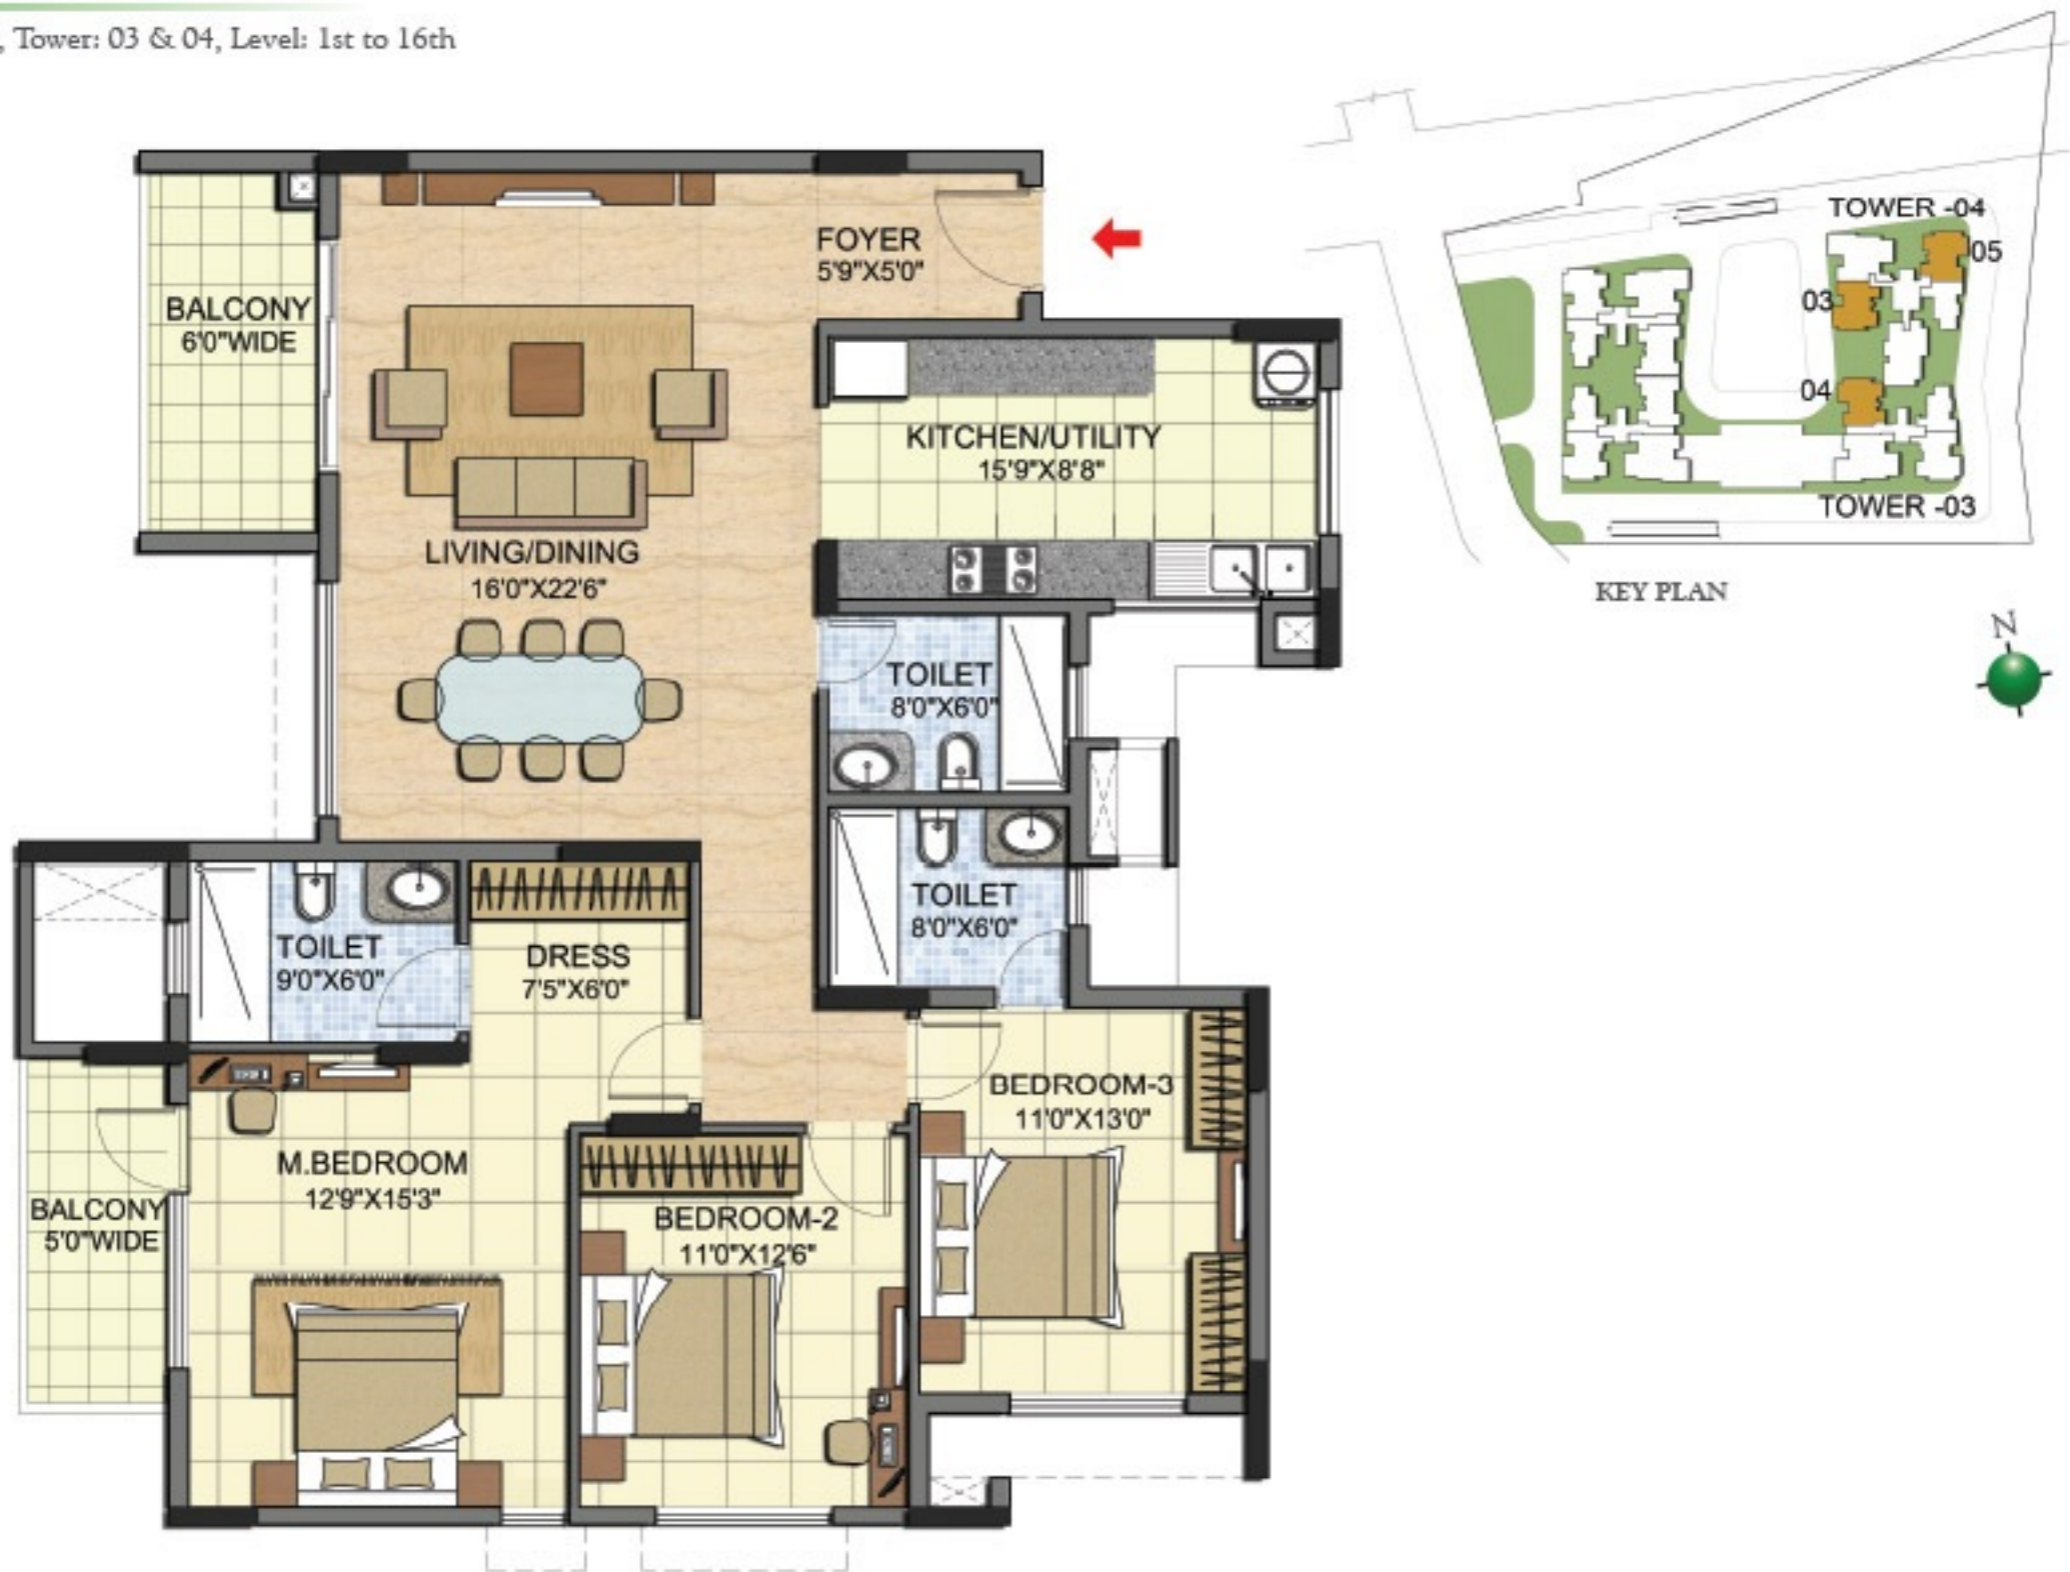 , Tower: 03 & 04, Level: 1st to 16th
TOWER -04
05
03
04
TOWER -03
KEY PLAN
N
FOYER
5'9"X5'0"
BALCONY
6'0"WIDE
KITCHEN/UTILITY
15'9"X8'8"
LIVING/DINING
16'0"X22'6"
TOILET
8'0"X6'0"
TOILET
8'0"X6'0"
TOILET
9'0"X6'0"
DRESS
7'5"X6'0"
BEDROOM-3
11'0"X13'0"
M.BEDROOM
12'9"X15'3"
BALCONY
5'0"WIDE
BEDROOM-2
11'0"X12'6"